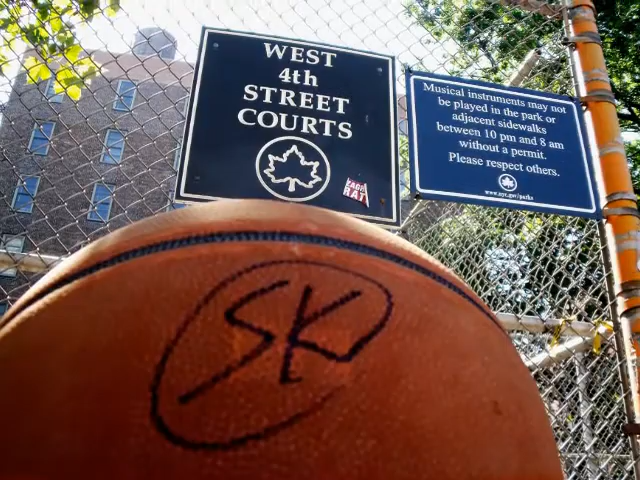 WEST
4th
STREET
COURTS
RAT
Musical instruments may not
be played in the park or
adjacent sidewalks
between 10 pm and 8 am
without a permit.
Please respect others.
www.nyc.gov/parks
SK